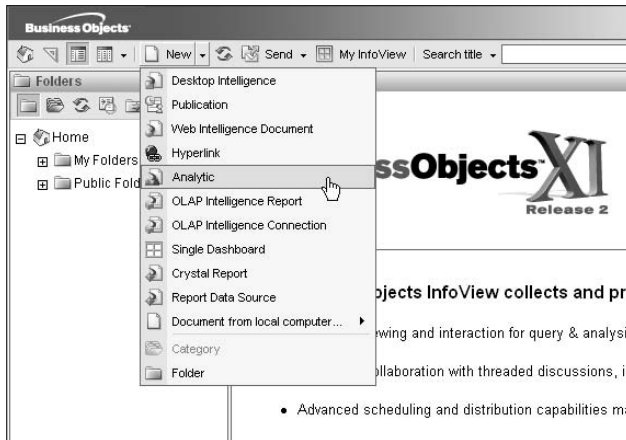 Business Objects
New Send My InfoView Search title
Folders
Home
My Folders
Public Fold
Desktop Intelligence
Publication
Web Intelligence Document
Hyperlink
Analytic
OLAP Intelligence Report
OLAP Intelligence Connection
Single Dashboard
Crystal Report
Report Data Source
Document from local computer...
Category
Folder
ssObjects XI
Release 2
bjects InfoView collects and pr
ewing and interaction for query & analysi
llaboration with threaded discussions, i
• Advanced scheduling and distribution capabilities ma